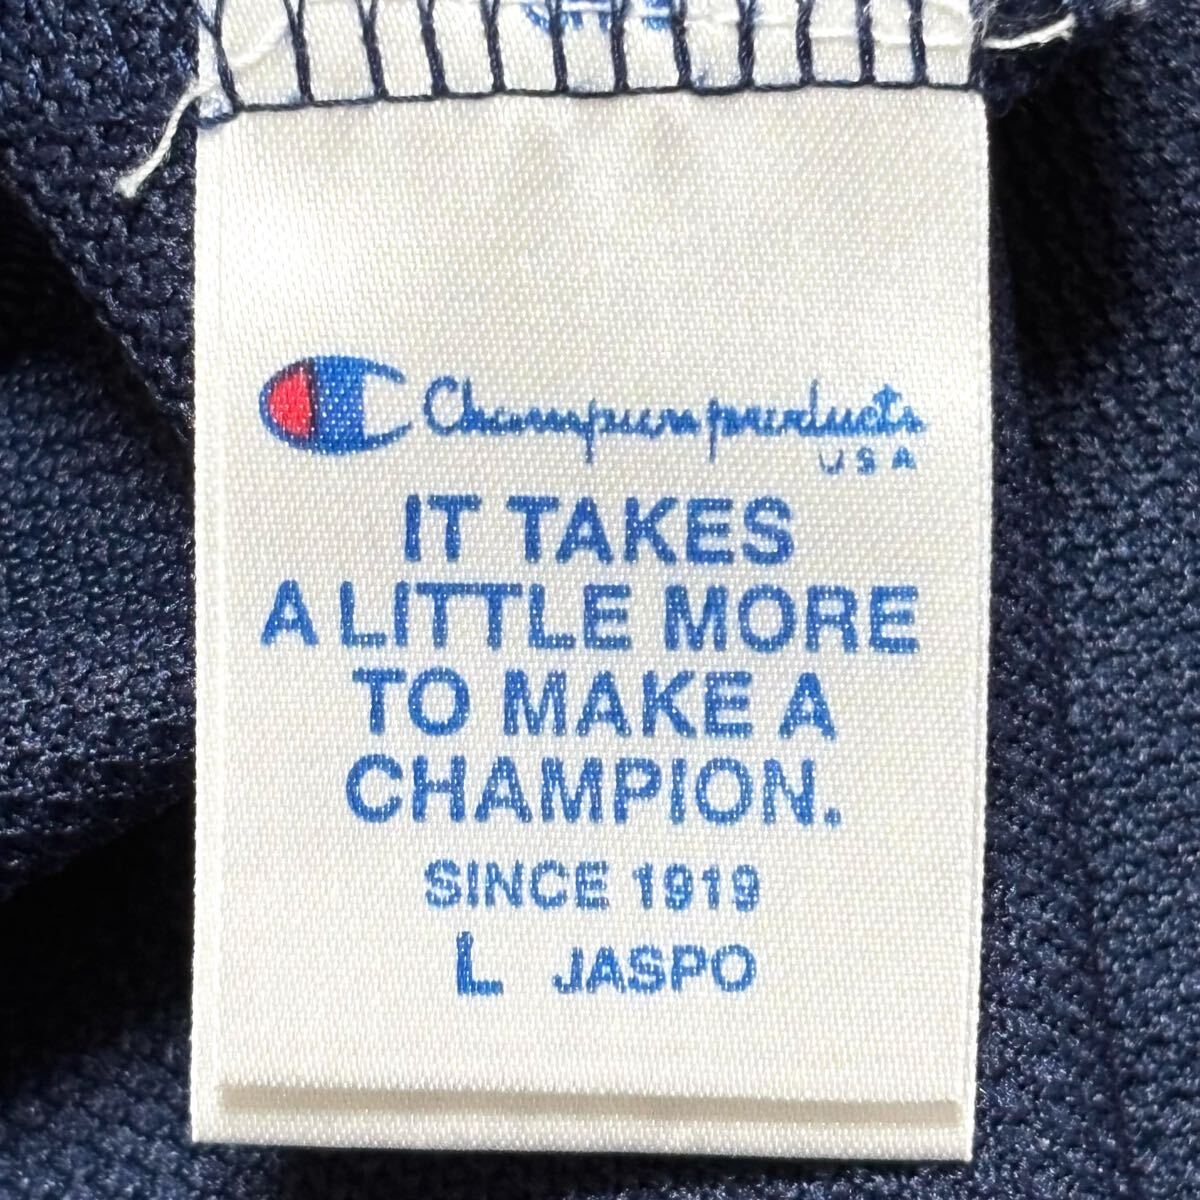 Champion products
USA
IT TAKES
A LITTLE MORE
TO MAKE A
CHAMPION.
SINCE 1919
L JASPO